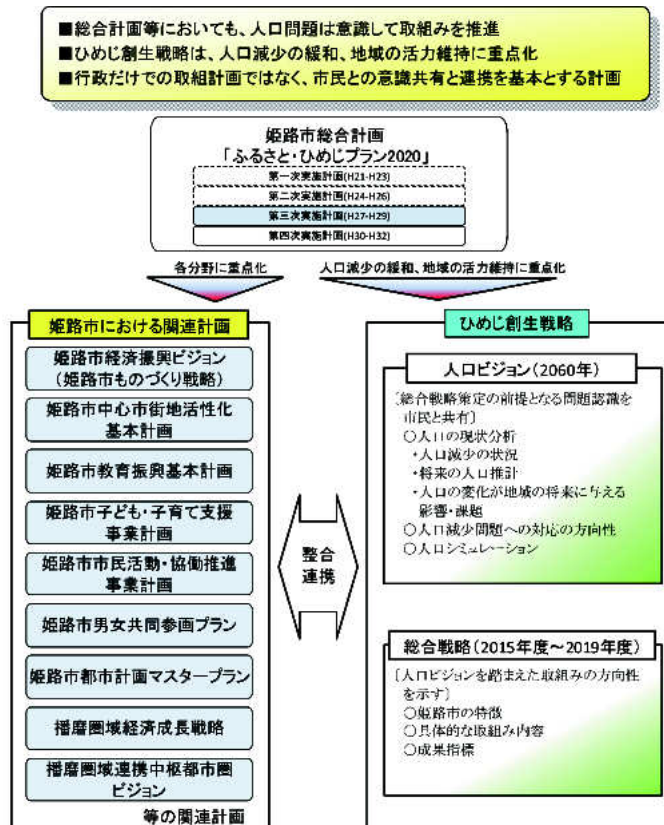 ■総合計画等においても、人口問題は意識して取組みを推進
■ひめじ創生戦略は、人口減少の緩和、地域の活力維持に重点化
■行政だけでの取組計画ではなく、市民との意識共有と連携を基本とする計画
姫路市総合計画
「ふるさと・ひめじプラン2020」
第一次実施計画(H21-H23)
第二次実施計画(H24-H26)
第三次実施計画(H27-H29)
第四次実施計画(H30-H32)
各分野に重点化
人口減少の緩和、地域の活力維持に重点化
姫路市における関連計画
姫路市経済振興ビジョン
(姫路市ものづくり戦略)
姫路市中心市街地活性化
基本計画
姫路市教育振興基本計画
姫路市子ども・子育て支援
事業計画
姫路市市民活動・協働推進
事業計画
姫路市男女共同参画プラン
姫路市都市計画マスタープラン
播磨圏域経済成長戦略
播磨圏域連携中枢都市圏
ビジョン
等の関連計画
整合
連携
ひめじ創生戦略
人口ビジョン(2060年)
〔総合戦略策定の前提となる問題認識を
市民と共有〕
○人口の現状分析
・人口減少の状況
・将来の人口推計
・人口の変化が地域の将来に与える
影響・課題
○人口減少問題への対応の方向性
○人口シミュレーション
総合戦略(2015年度～2019年度)
〔人口ビジョンを踏まえた取組みの方向性
を示す〕
○姫路市の特徴
○具体的な取組み内容
○成果指標